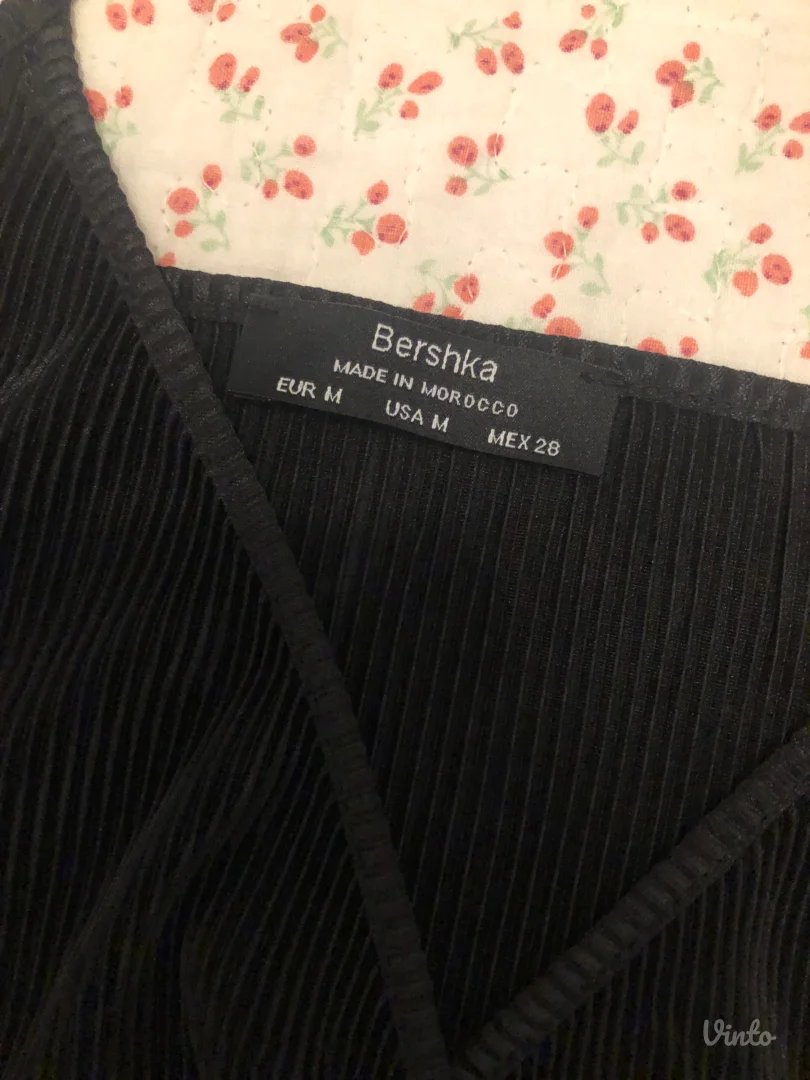 Bershka
MADE IN MOROCCO
EUR M USA M MEX 28
Vinto